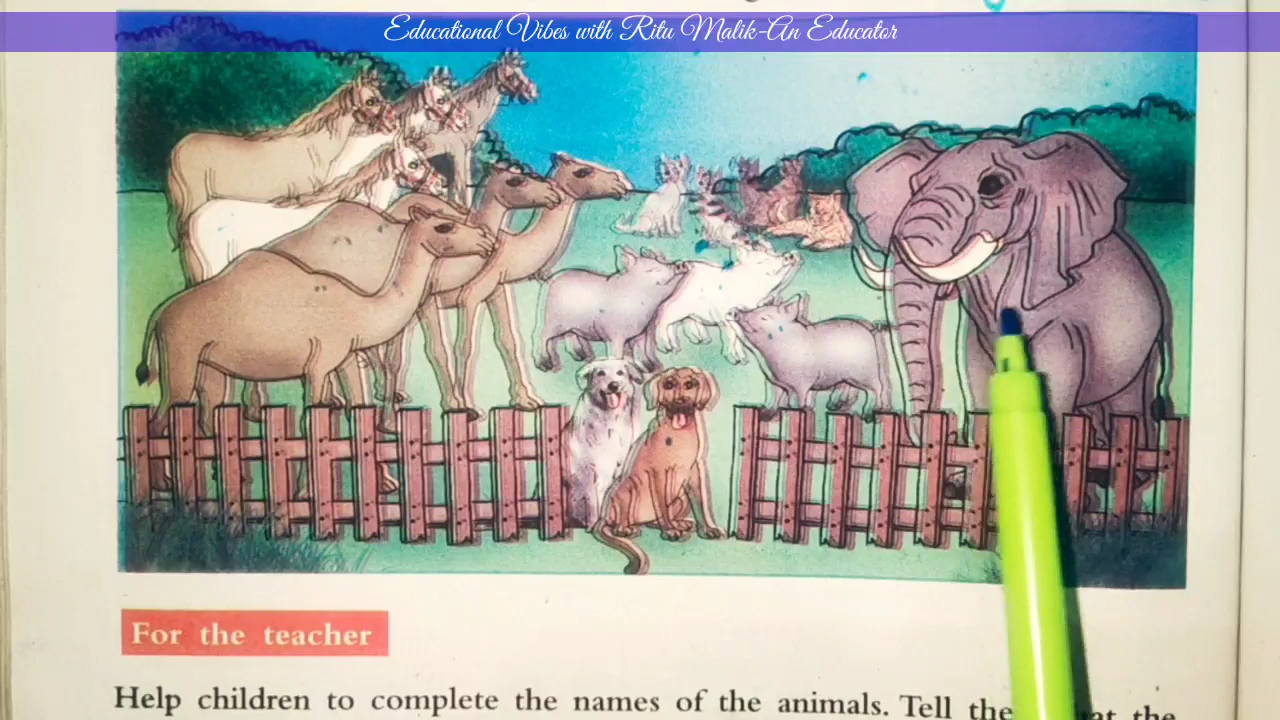 Educational Vibes with Ritu Malik-An Educator
For the teacher
Help children to complete the names of the animals. Tell the